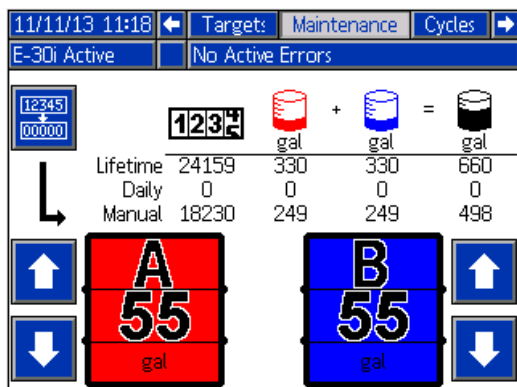 11/11/13 11:18 Targets Maintenance Cycles
E-30i Active No Active Errors
12345
00000
12345
+ =
gal gal gal
Lifetime 24159 330 330 660
Daily 0 0 0 0
Manual 18230 249 249 498
A B
55 55
gal gal